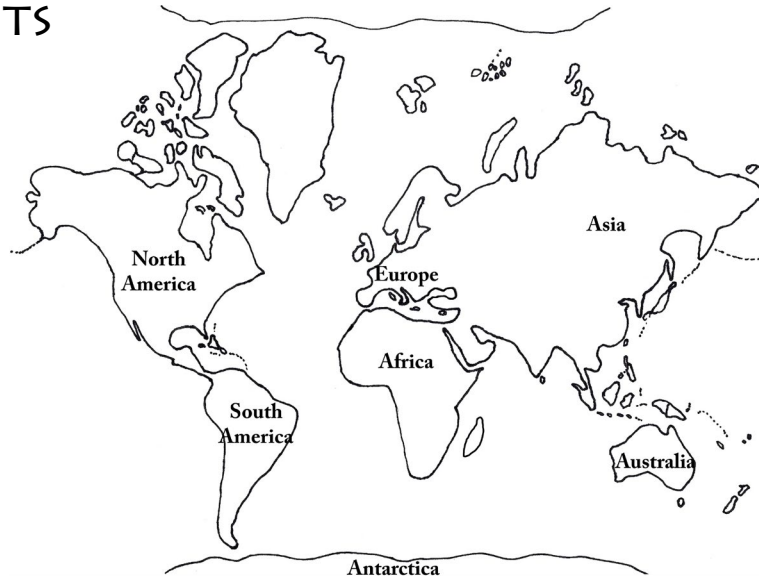 TS
Asia
North
America
Europe
Africa
South
America
Australia
Antarctica